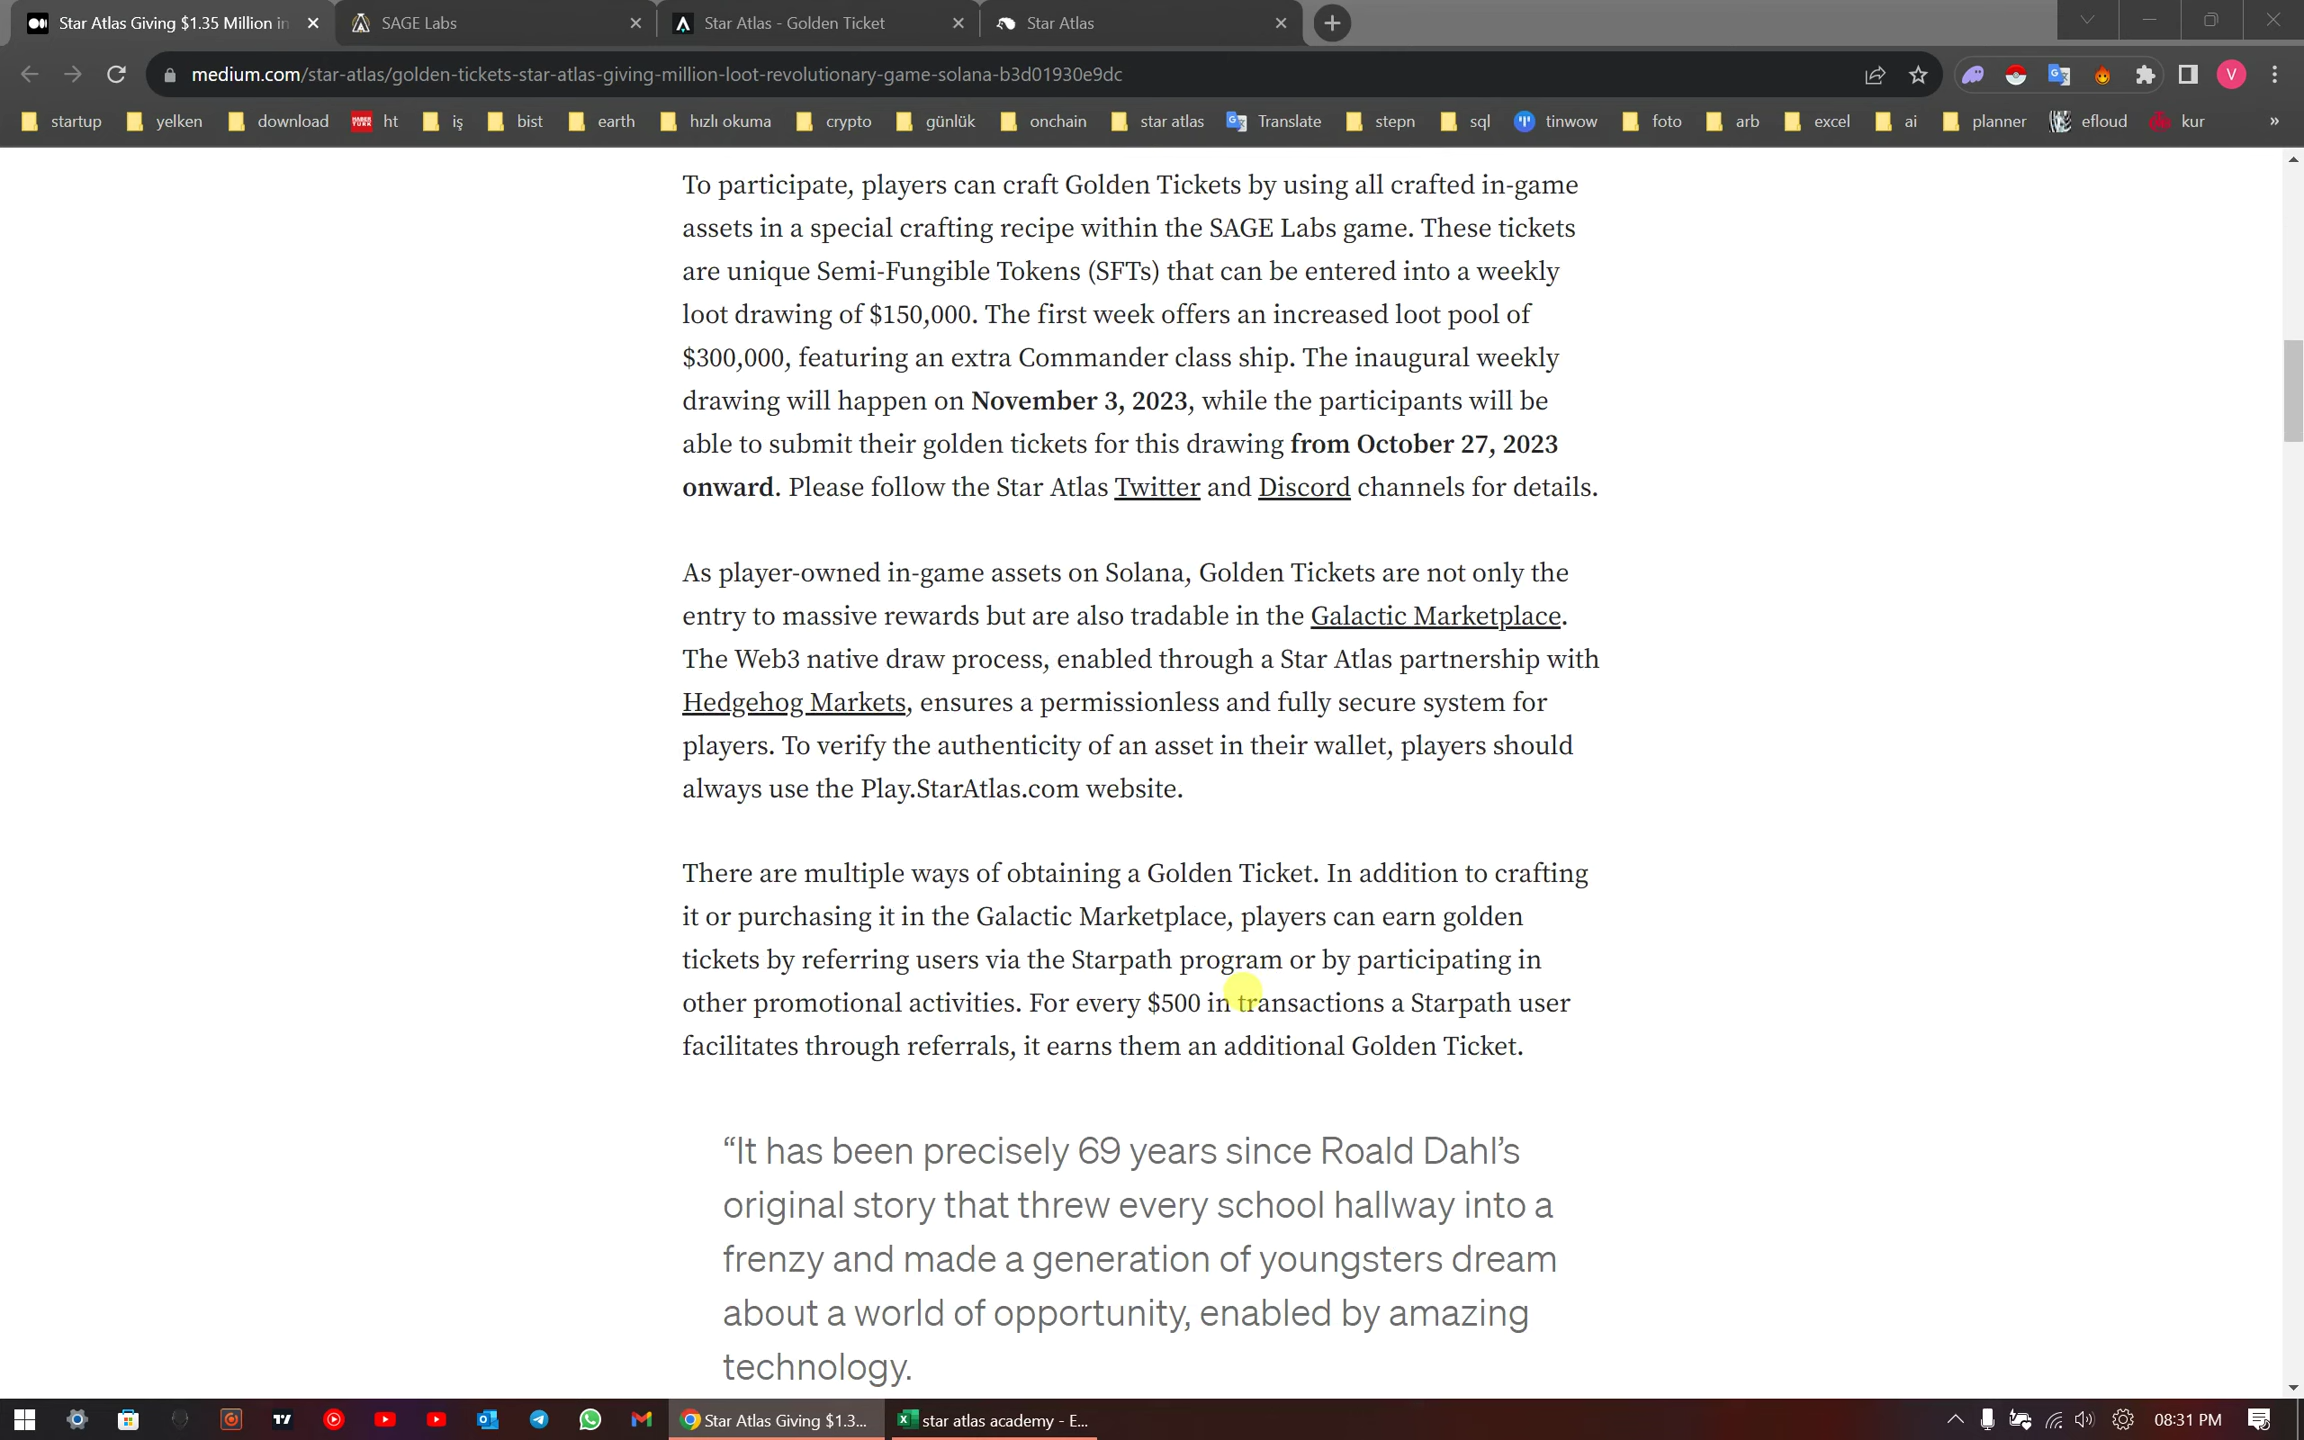 Star Atlas Giving $1.35 Million in
SAGE Labs
Star Atlas - Golden Ticket
Star Atlas
medium.com/star-atlas/golden-tickets-star-atlas-giving-million-loot-revolutionary-game-solana-b3d01930e9dc
V
startup
yelken
download
HABER TÜRK
ht
iş
bist
earth
hızlı okuma
crypto
günlük
onchain
star atlas
Translate
stepn
sql
tinwow
foto
arb
excel
ai
planner
efloud
kur
»
To participate, players can craft Golden Tickets by using all crafted in-game
assets in a special crafting recipe within the SAGE Labs game. These tickets
are unique Semi-Fungible Tokens (SFTs) that can be entered into a weekly
loot drawing of $150,000. The first week offers an increased loot pool of
$300,000, featuring an extra Commander class ship. The inaugural weekly
drawing will happen on November 3, 2023, while the participants will be
able to submit their golden tickets for this drawing from October 27, 2023
onward. Please follow the Star Atlas Twitter and Discord channels for details.
As player-owned in-game assets on Solana, Golden Tickets are not only the
entry to massive rewards but are also tradable in the Galactic Marketplace.
The Web3 native draw process, enabled through a Star Atlas partnership with
Hedgehog Markets, ensures a permissionless and fully secure system for
players. To verify the authenticity of an asset in their wallet, players should
always use the Play.StarAtlas.com website.
There are multiple ways of obtaining a Golden Ticket. In addition to crafting
it or purchasing it in the Galactic Marketplace, players can earn golden
tickets by referring users via the Starpath program or by participating in
other promotional activities. For every $500 in transactions a Starpath user
facilitates through referrals, it earns them an additional Golden Ticket.
“It has been precisely 69 years since Roald Dahl’s
original story that threw every school hallway into a
frenzy and made a generation of youngsters dream
about a world of opportunity, enabled by amazing
technology.
Star Atlas Giving $1.3...
star atlas academy - E...
08:31 PM